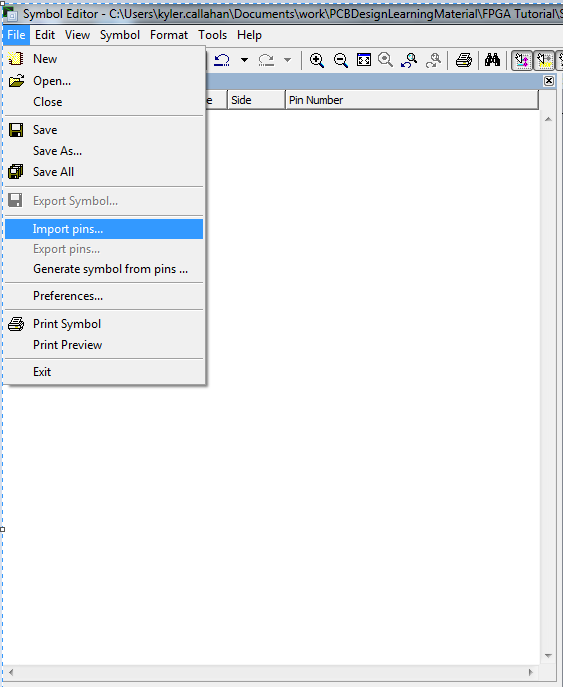 Symbol Editor - C:\Users\kyler.callahan\Documents\work\PCBDesignLearningMaterial\FPGA Tutorial\S
File Edit View Symbol Format Tools Help
New
Open...
Close
e Side Pin Number
Save
Save As...
Save All
Export Symbol...
Import pins...
Export pins...
Generate symbol from pins ...
Preferences...
Print Symbol
Print Preview
Exit